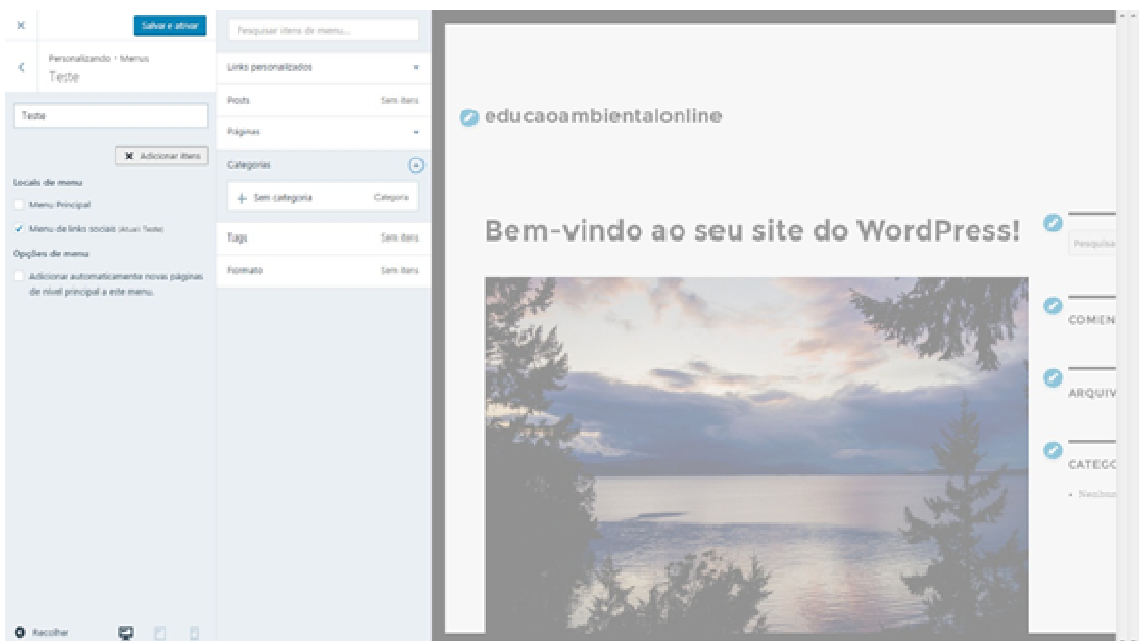 Salvar e ativar
Personalizando · Menus
Teste
Teste
Adicionar itens
Locais de menu
Menu Principal
Menu de links sociais (Atual: Teste)
Opções de menu
Adicionar automaticamente novas páginas
de nível principal a este menu.
Recolher
Pesquisar itens de menu...
Links personalizados
Posts Sem itens
Páginas
Categorias
Sem categoria Categoria
Tags Sem itens
Formato Sem itens
educaoambientalonline
Bem-vindo ao seu site do WordPress!
Pesquisa
COMEN
ARQUIV
CATEGO
Nenhum